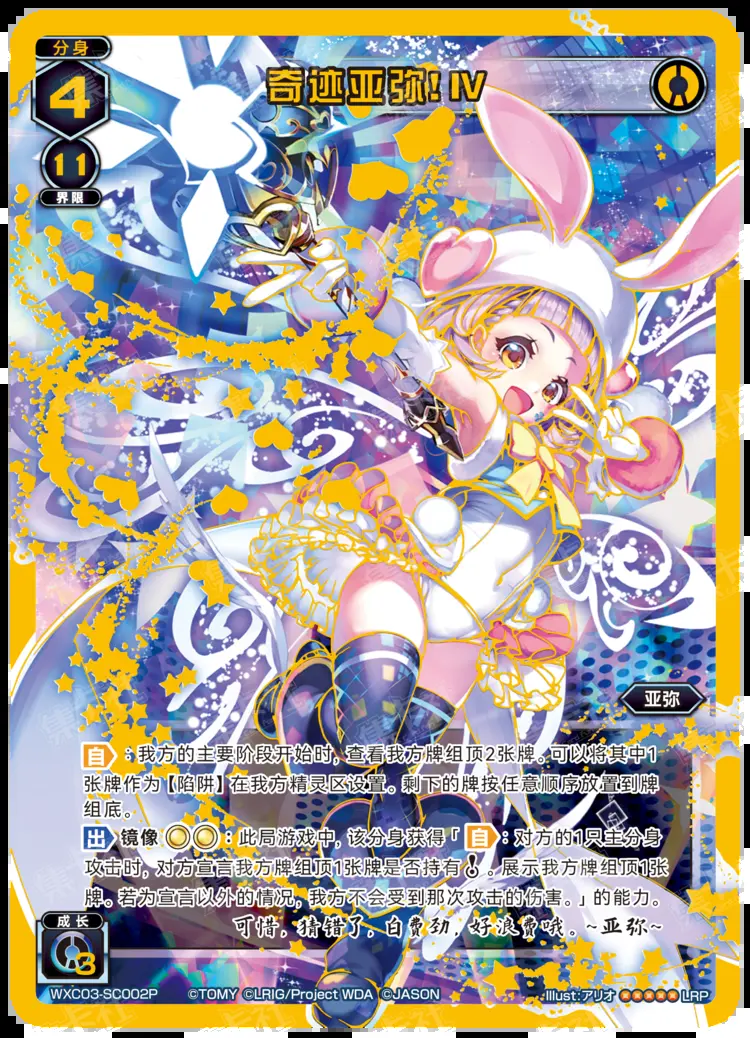 分身
4
奇迹亚弥!Ⅳ
11
界限
亚弥
自：我方的主要阶段开始时，查看我方牌组顶2张牌。可以将其中1
张牌作为【陷阱】在我方精灵区设置。剩下的牌按任意顺序放置到牌
组底。
出 镜像：此局游戏中，该分身获得「自：对方的1只主分身
攻击时，对方宣言我方牌组顶1张牌是否持有。展示我方牌组顶1张
牌。若为宣言以外的情况，我方不会受到那次攻击的伤害。」的能力。
可惜，猜错了，白费劲，好浪费哦。~亚弥~
成长
3
WXC03-SC002P ©TOMY ©LRIG/Project WDA ©JASON Illust:アリオ LRP